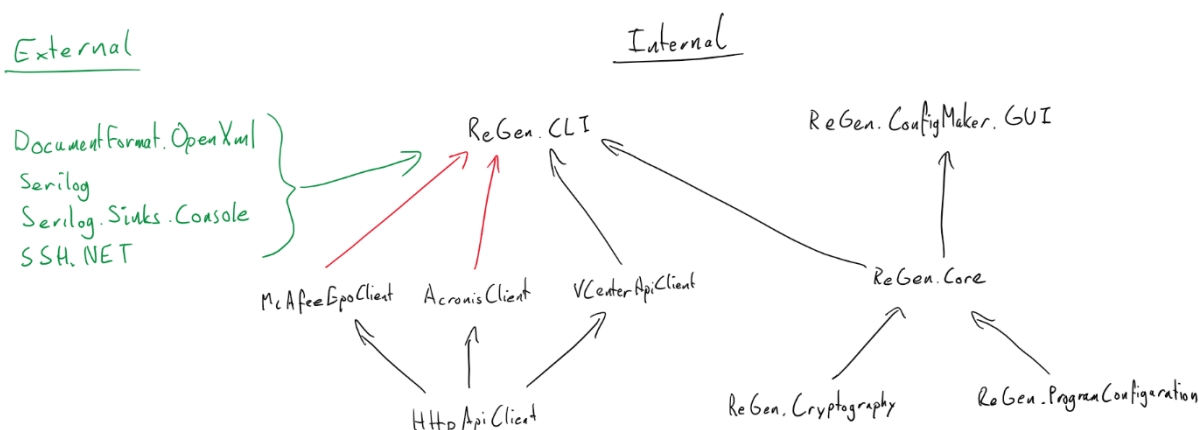 External
Internal
DocumentFormat.OpenXml
Serilog
Serilog.Sinks.Console
SSH.NET
ReGen.CLI
ReGen.ConfigMaker.GUI
McAfeeEpoClient
AcronisClient
VCenterApiClient
ReGen.Core
HttpApiClient
ReGen.Cryptography
ReGen.ProgramConfiguration